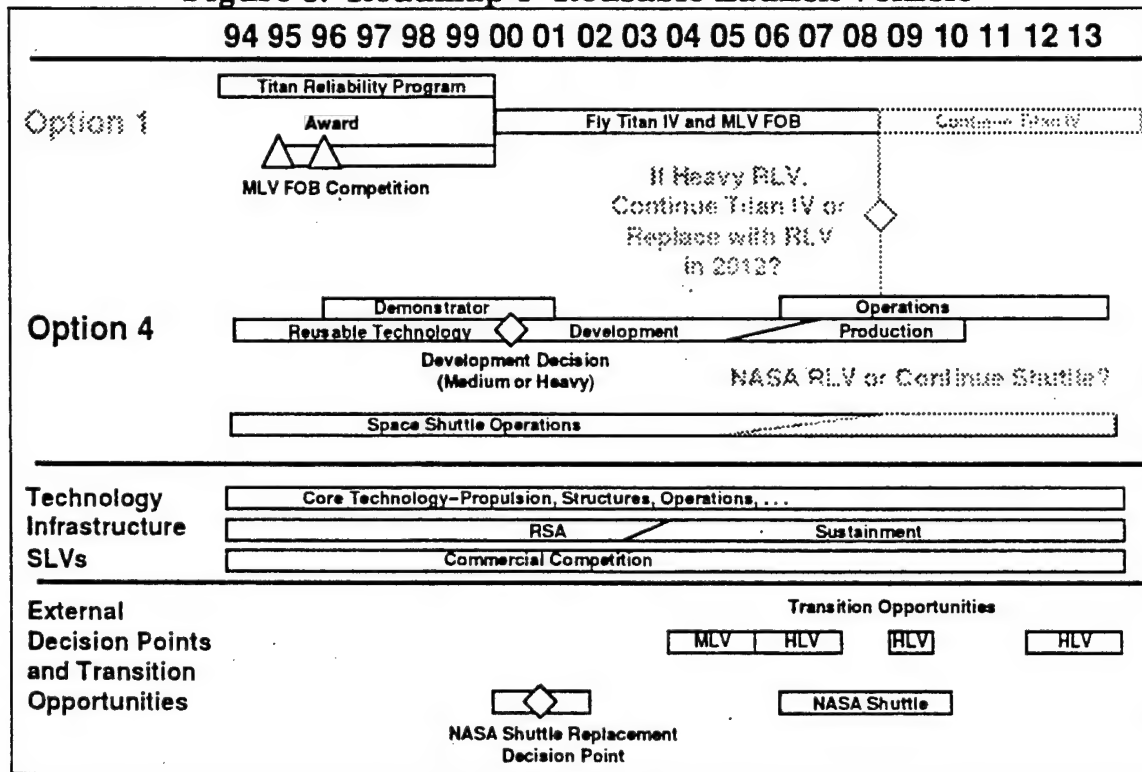 94 95 96 97 98 99 00 01 02 03 04 05 06 07 08 09 10 11 12 13
Titan Reliability Program
Option 1
Award
Fly Titan IV and MLV FOB
Continue Titan IV
MLV FOB Competition
If Heavy RLV,
Continue Titan IV or
Replace with RLV
in 2012?
Demonstrator
Operations
Option 4
Reusable Technology
Development
Production
Development Decision
(Medium or Heavy)
NASA RLV or Continue Shuttle?
Space Shuttle Operations
Technology
Core Technology–Propulsion, Structures, Operations, ...
Infrastructure
RSA
Sustainment
SLVs
Commercial Competition
External
Decision Points
and Transition
Opportunities
Transition Opportunities
MLV
HLV
HLV
HLV
NASA Shuttle
NASA Shuttle Replacement
Decision Point